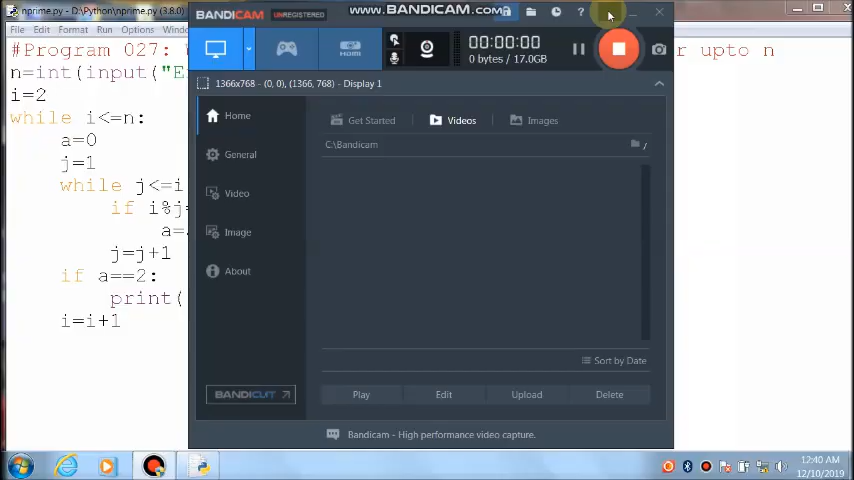 nprime.py - D:\Python\nprime.py (3.8.0)
File Edit Format Run Options Window
BANDICAM UNREGISTERED
www.BANDICAM.com
00:00:00
0 bytes / 17.0GB
HDMI
1366x768 - (0, 0), (1366, 768) - Display 1
Home
General
Video
Image
About
BANDICUT
Get Started Videos Images
C:\Bandicam
Sort by Date
Play Edit Upload Delete
Bandicam - High performance video capture.
#Program 027: r upto n
n=int(input("E
i=2
while i<=n:
a=0
j=1
while j<=i
if i%j=
a=
j=j+1
if a==2:
print(
i=i+1
12:40 AM
12/10/2019